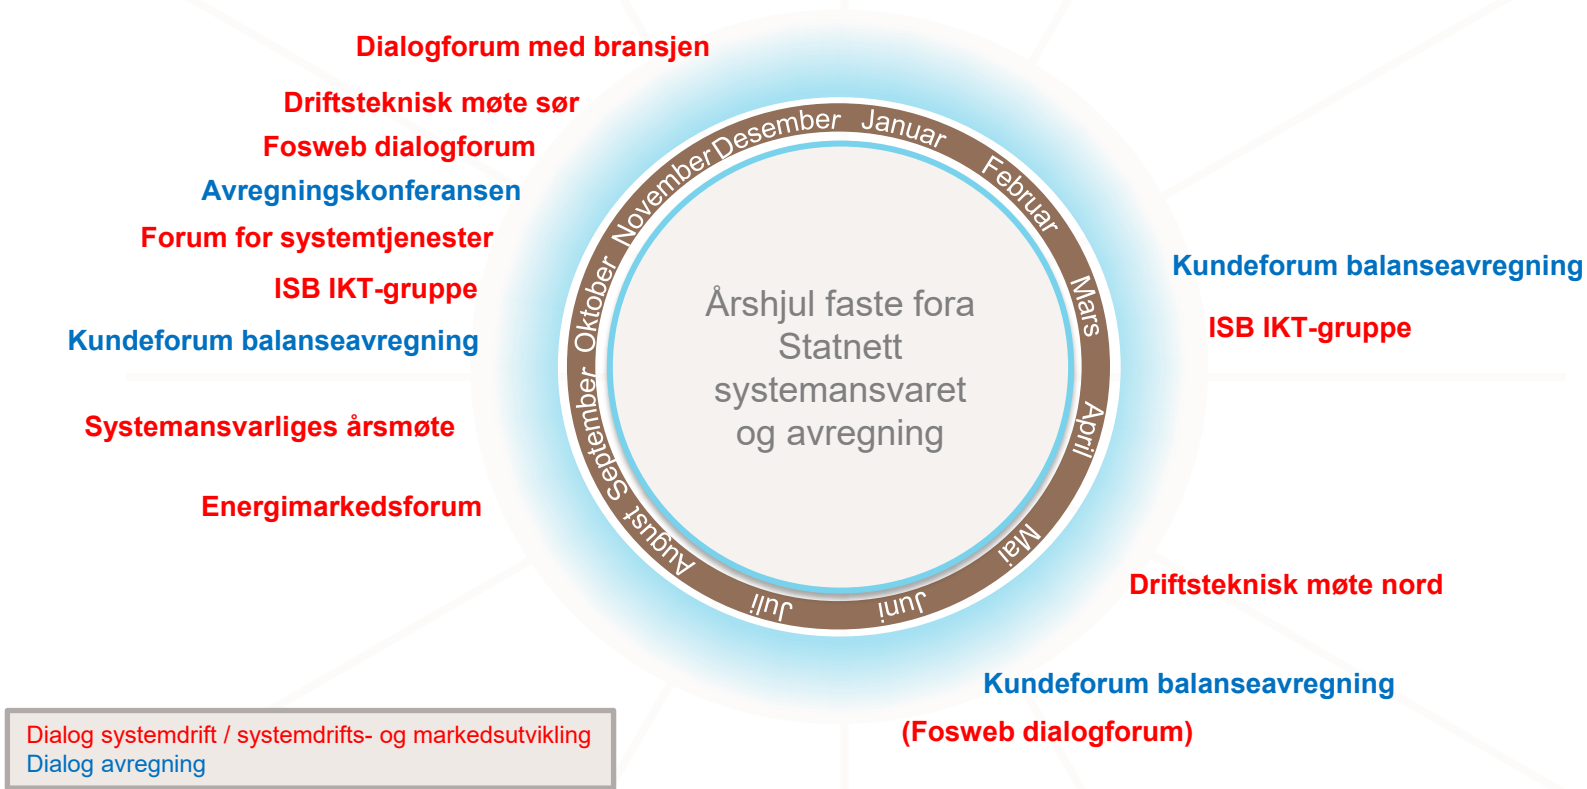 Dialogforum med bransjen
Driftsteknisk møte sør
Fosweb dialogforum
Avregningskonferansen
Forum for systemtjenester
ISB IKT-gruppe
Kundeforum balanseavregning
Systemansvarliges årsmøte
Energimarkedsforum
Januar
Februar
Mars
April
Mai
Juni
Juli
August
September
Oktober
November
Desember
Årshjul faste fora
Statnett
systemansvaret
og avregning
Kundeforum balanseavregning
ISB IKT-gruppe
Driftsteknisk møte nord
Kundeforum balanseavregning
(Fosweb dialogforum)
Dialog systemdrift / systemdrifts- og markedsutvikling
Dialog avregning